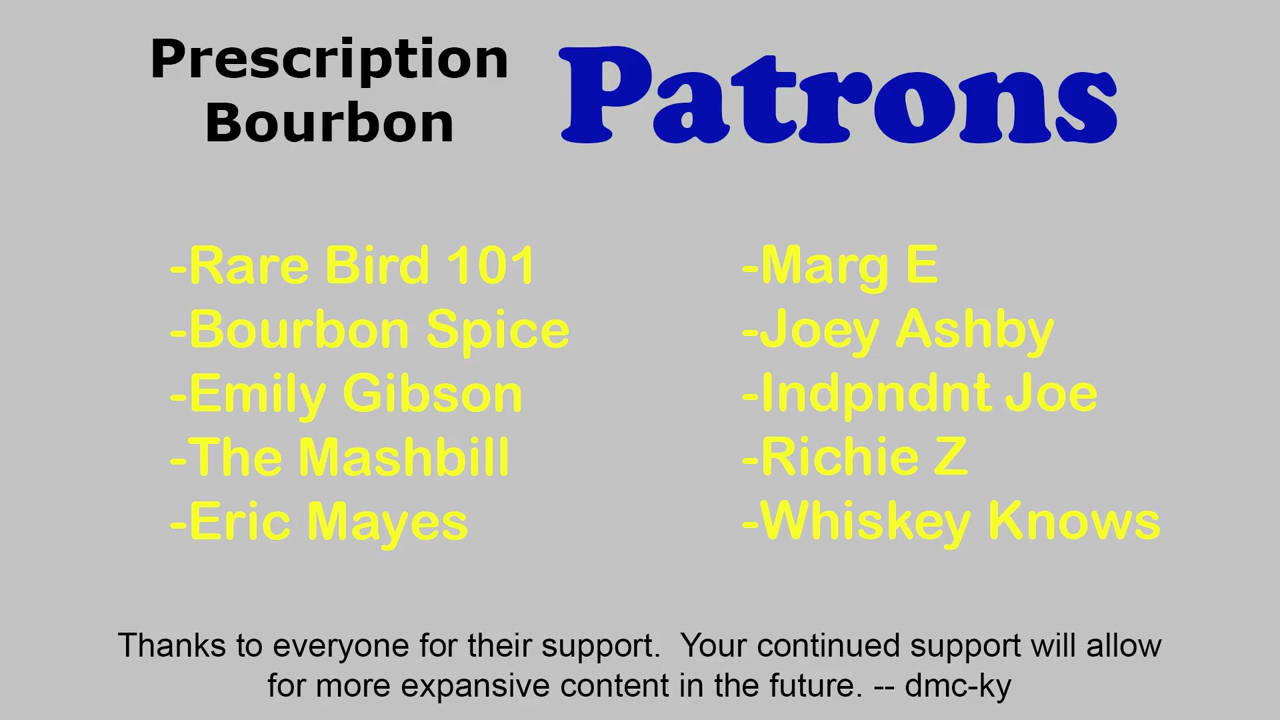 Prescription
Bourbon
Patrons
-Rare Bird 101
-Bourbon Spice
-Emily Gibson
-The Mashbill
-Eric Mayes
-Marg E
-Joey Ashby
-Indpndnt Joe
-Richie Z
-Whiskey Knows
Thanks to everyone for their support.  Your continued support will allow
for more expansive content in the future. -- dmc-ky